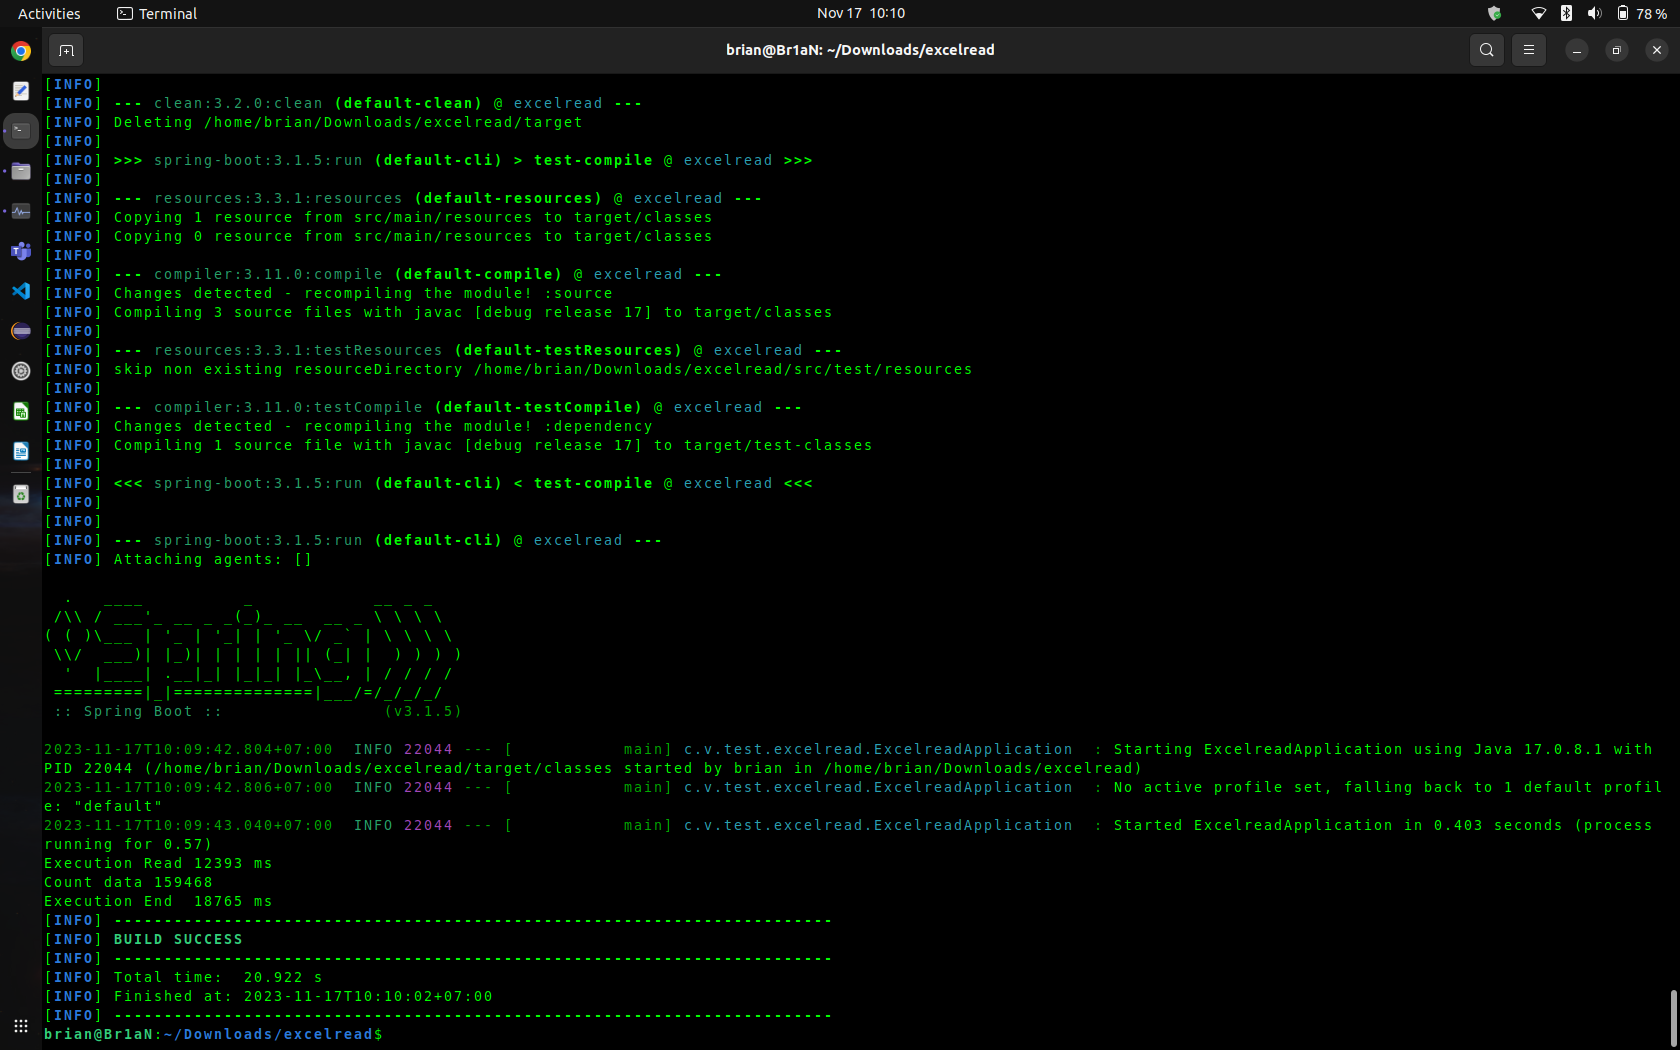 Activities
Terminal
Nov 17  10:10
78 %
brian@Br1aN: ~/Downloads/excelread
[INFO]
[INFO] --- clean:3.2.0:clean (default-clean) @ excelread ---
[INFO] Deleting /home/brian/Downloads/excelread/target
[INFO]
[INFO] >>> spring-boot:3.1.5:run (default-cli) > test-compile @ excelread >>>
[INFO]
[INFO] --- resources:3.3.1:resources (default-resources) @ excelread ---
[INFO] Copying 1 resource from src/main/resources to target/classes
[INFO] Copying 0 resource from src/main/resources to target/classes
[INFO]
[INFO] --- compiler:3.11.0:compile (default-compile) @ excelread ---
[INFO] Changes detected - recompiling the module! :source
[INFO] Compiling 3 source files with javac [debug release 17] to target/classes
[INFO]
[INFO] --- resources:3.3.1:testResources (default-testResources) @ excelread ---
[INFO] skip non existing resourceDirectory /home/brian/Downloads/excelread/src/test/resources
[INFO]
[INFO] --- compiler:3.11.0:testCompile (default-testCompile) @ excelread ---
[INFO] Changes detected - recompiling the module! :dependency
[INFO] Compiling 1 source file with javac [debug release 17] to target/test-classes
[INFO]
[INFO] <<< spring-boot:3.1.5:run (default-cli) < test-compile @ excelread <<<
[INFO]
[INFO]
[INFO] --- spring-boot:3.1.5:run (default-cli) @ excelread ---
[INFO] Attaching agents: []
  .   ____          _            __ _ _
 /\\ / ___'_ __ _ _(_)_ __  __ _ \ \ \ \
( ( )\___ | '_ | '_| | '_ \/ _` | \ \ \ \
 \\/  ___)| |_)| | | | | || (_| |  ) ) ) )
  '  |____| .__|_| |_|_| |_\__, | / / / /
 =========|_|==============|___/=/_/_/_/
 :: Spring Boot ::                (v3.1.5)
2023-11-17T10:09:42.804+07:00  INFO 22044 --- [           main] c.v.test.excelread.ExcelreadApplication  : Starting ExcelreadApplication using Java 17.0.8.1 with
PID 22044 (/home/brian/Downloads/excelread/target/classes started by brian in /home/brian/Downloads/excelread)
2023-11-17T10:09:42.806+07:00  INFO 22044 --- [           main] c.v.test.excelread.ExcelreadApplication  : No active profile set, falling back to 1 default profil
e: "default"
2023-11-17T10:09:43.040+07:00  INFO 22044 --- [           main] c.v.test.excelread.ExcelreadApplication  : Started ExcelreadApplication in 0.403 seconds (process
running for 0.57)
Execution Read 12393 ms
Count data 159468
Execution End  18765 ms
[INFO] ------------------------------------------------------------------------
[INFO] BUILD SUCCESS
[INFO] ------------------------------------------------------------------------
[INFO] Total time:  20.922 s
[INFO] Finished at: 2023-11-17T10:10:02+07:00
[INFO] ------------------------------------------------------------------------
brian@Br1aN:~/Downloads/excelread$